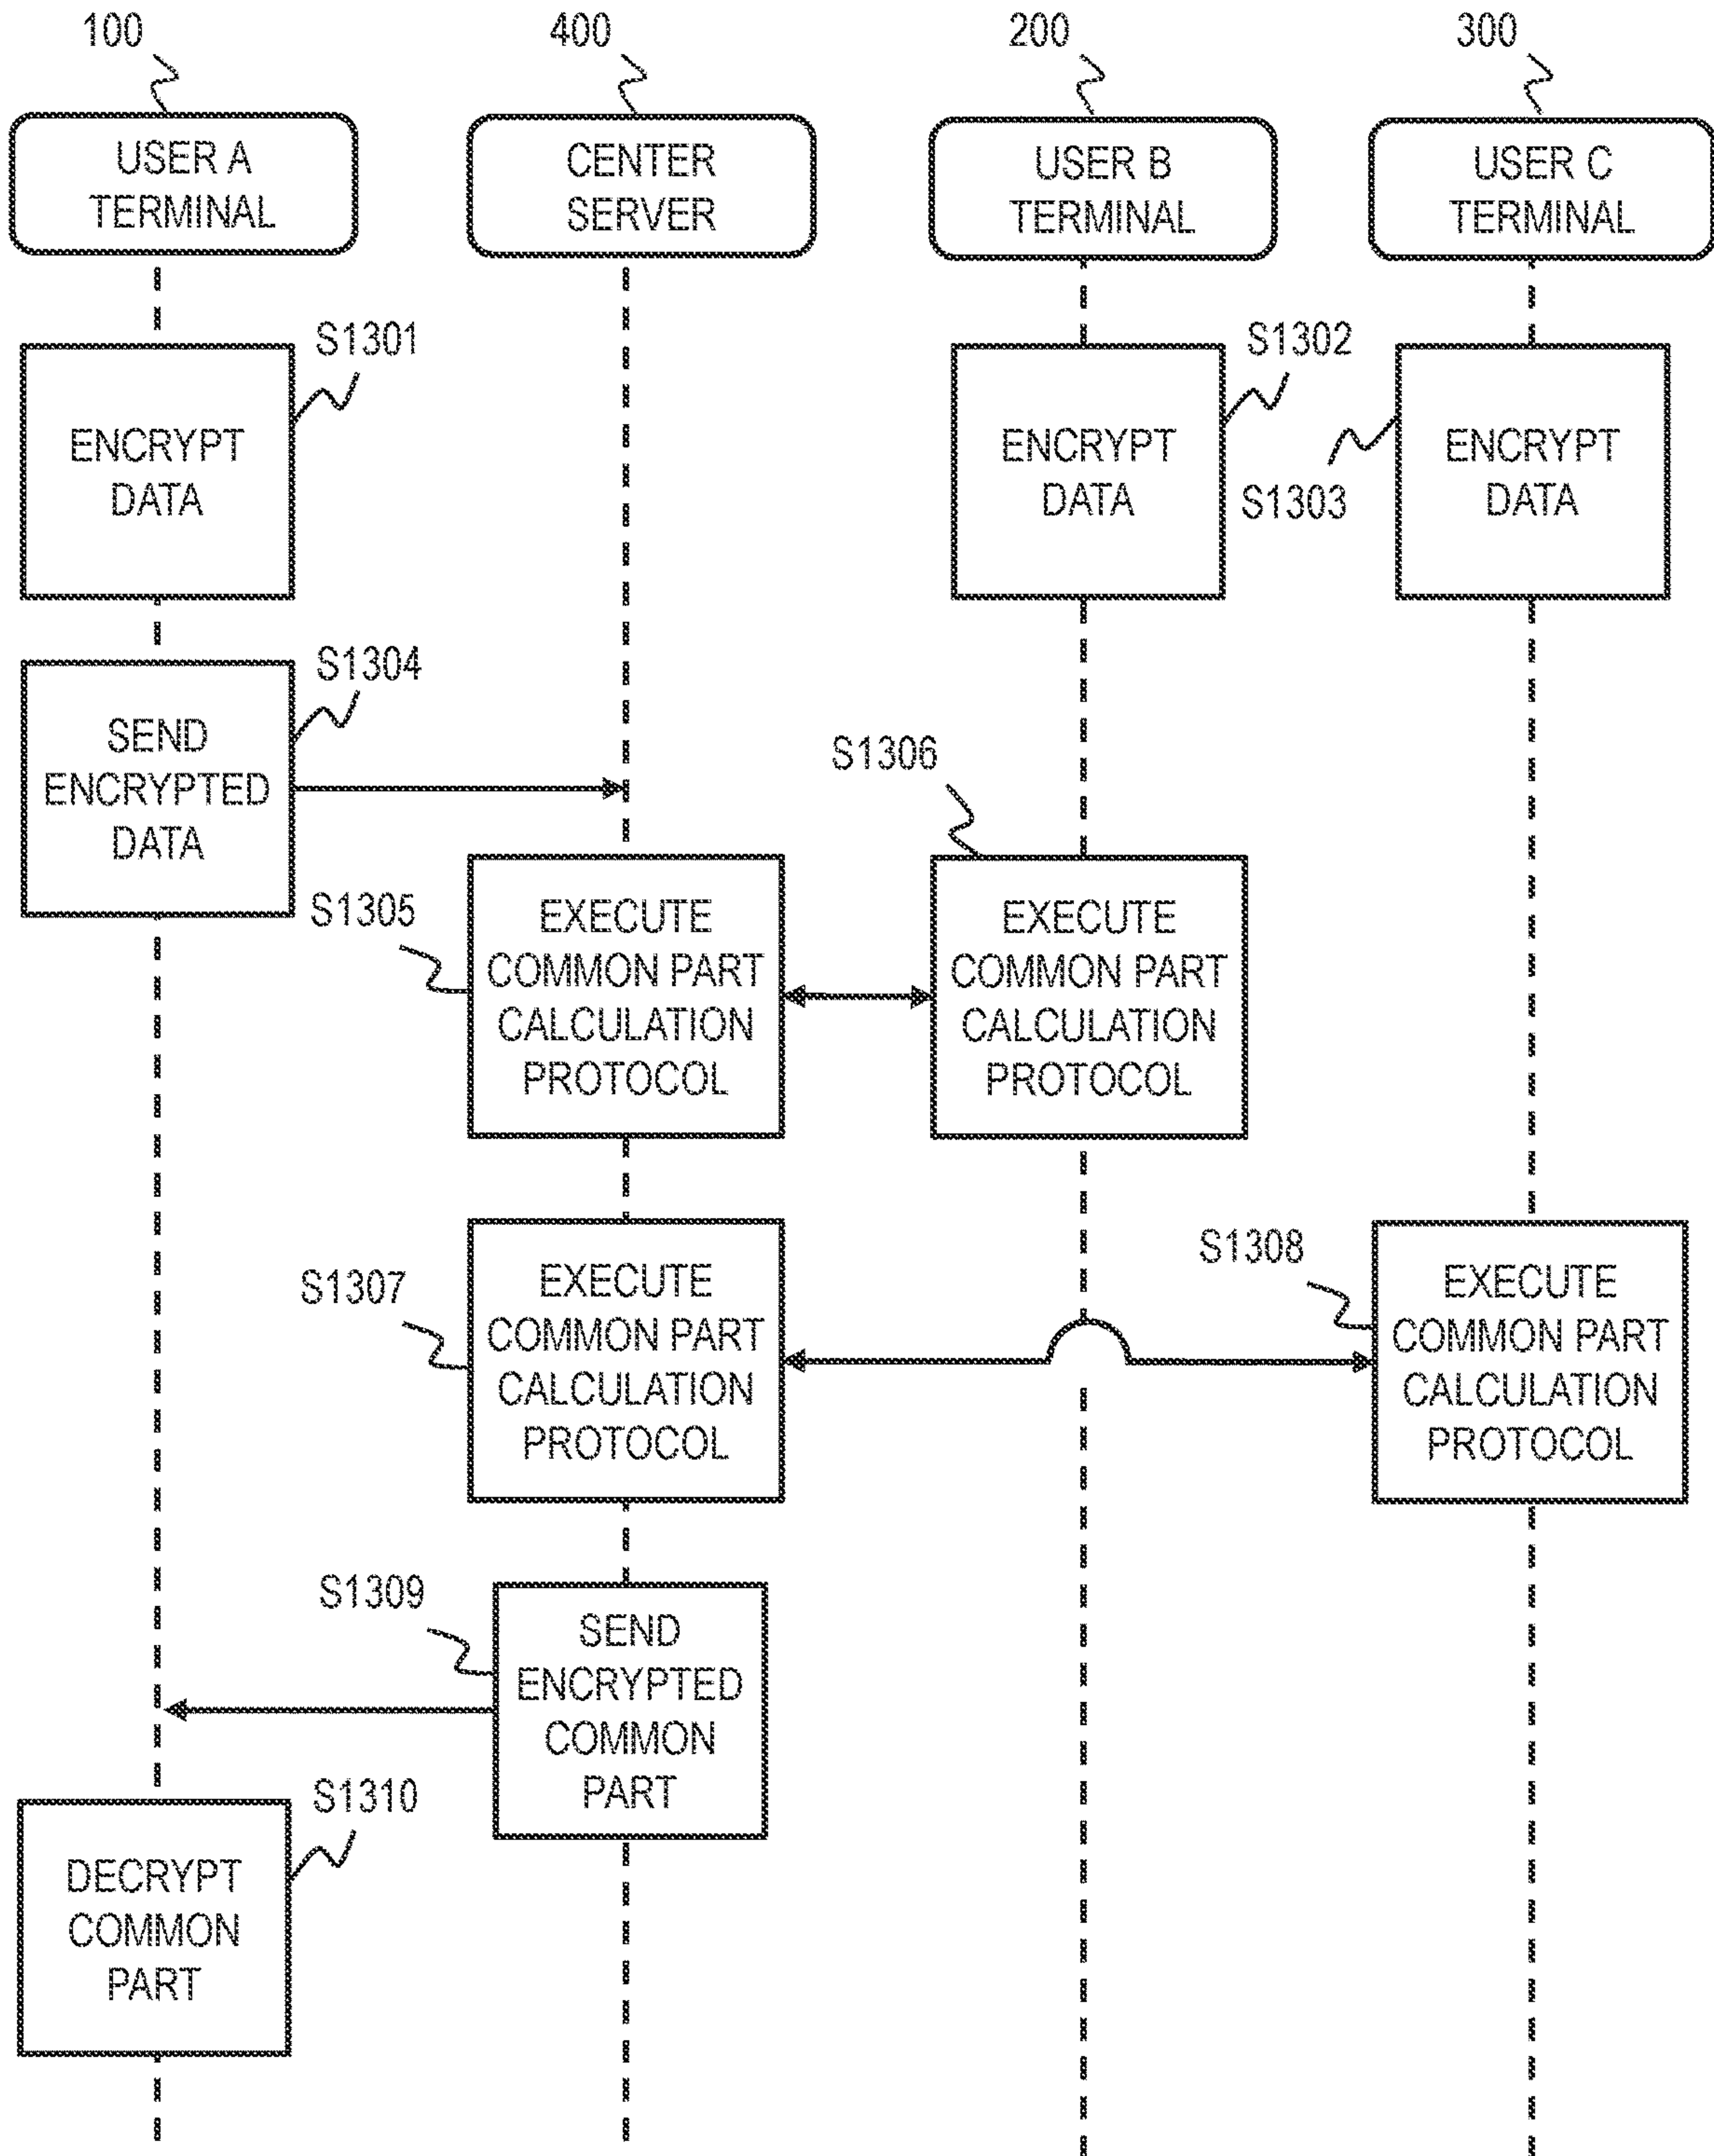 100
400
200
300
USER A
TERMINAL
CENTER
SERVER
USER B
TERMINAL
USER C
TERMINAL
S1301
S1302
ENCRYPT
DATA
ENCRYPT
DATA
S1303
ENCRYPT
DATA
S1304
SEND
ENCRYPTED
DATA
S1306
S1305
EXECUTE
COMMON PART
CALCULATION
PROTOCOL
EXECUTE
COMMON PART
CALCULATION
PROTOCOL
S1307
EXECUTE
COMMON PART
CALCULATION
PROTOCOL
S1308
EXECUTE
COMMON PART
CALCULATION
PROTOCOL
S1309
SEND
ENCRYPTED
COMMON
PART
S1310
DECRYPT
COMMON
PART